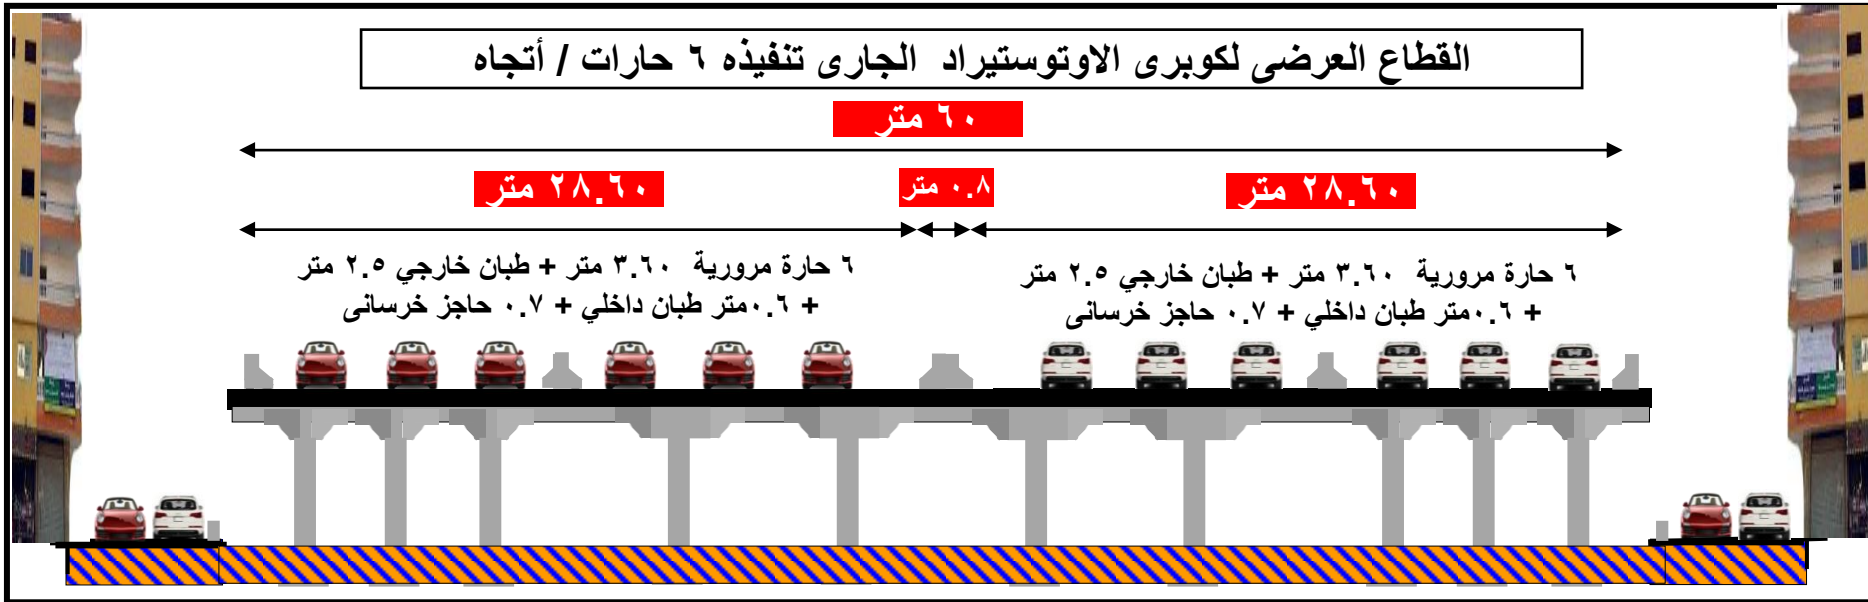 القطاع العرضى لكوبرى الاوتوستيراد الجارى تنفيذه ٦ حارات / أتجاه
٦٠ متر
٢٨.٦٠ متر
٠.٨ متر
٢٨.٦٠ متر
٦ حارة مرورية ٣.٦٠ متر + طبان خارجي ٢.٥ متر
+ ٠.٦متر طبان داخلي + ٠.٧ حاجز خرسانى
٦ حارة مرورية ٣.٦٠ متر + طبان خارجي ٢.٥ متر
+ ٠.٦متر طبان داخلي + ٠.٧ حاجز خرسانى